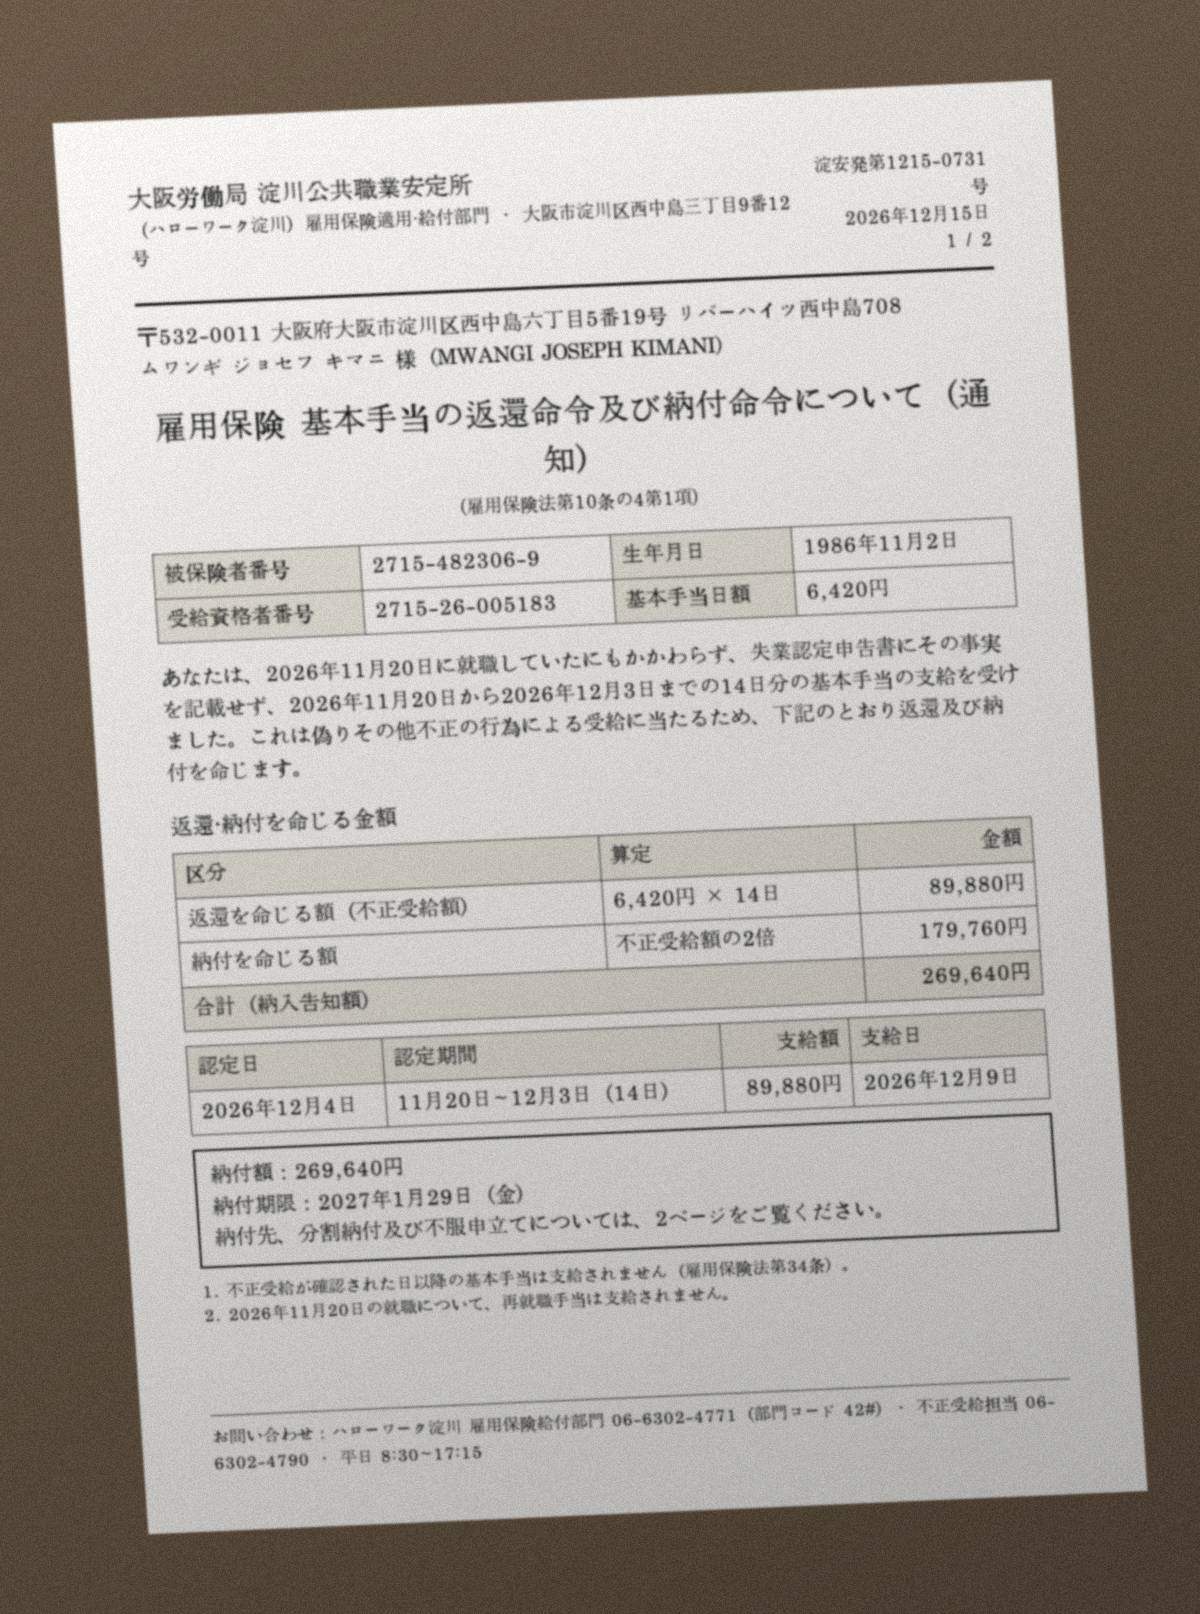 大阪労働局 淀川公共職業安定所
（ハローワーク淀川）雇用保険適用·給付部門 · 大阪市淀川区西中島三丁目9番12
号
淀安発第1215-0731
号
2026年12月15日
1 / 2
〒532-0011 大阪府大阪市淀川区西中島六丁目5番19号 リバーハイツ西中島708
ムワンギ ジョセフ キマニ 様（MWANGI JOSEPH KIMANI）
雇用保険 基本手当の返還命令及び納付命令について（通
知）
（雇用保険法第10条の4第1項）
被保険者番号 2715-482306-9 生年月日 1986年11月2日
受給資格者番号 2715-26-005183 基本手当日額 6,420円
あなたは、2026年11月20日に就職していたにもかかわらず、失業認定申告書にその事実
を記載せず、2026年11月20日から2026年12月3日までの14日分の基本手当の支給を受け
ました。これは偽りその他不正の行為による受給に当たるため、下記のとおり返還及び納
付を命じます。
返還·納付を命じる金額
区分 算定 金額
返還を命じる額（不正受給額） 6,420円 × 14日 89,880円
納付を命じる額 不正受給額の2倍 179,760円
合計（納入告知額） 269,640円
認定日 認定期間 支給額 支給日
2026年12月4日 11月20日~12月3日（14日） 89,880円 2026年12月9日
納付額：269,640円
納付期限：2027年1月29日（金）
納付先、分割納付及び不服申立てについては、2ページをご覧ください。
1. 不正受給が確認された日以降の基本手当は支給されません（雇用保険法第34条）。
2. 2026年11月20日の就職について、再就職手当は支給されません。
お問い合わせ：ハローワーク淀川 雇用保険給付部門 06-6302-4771（部門コード 42#） · 不正受給担当 06-
6302-4790 · 平日 8:30~17:15